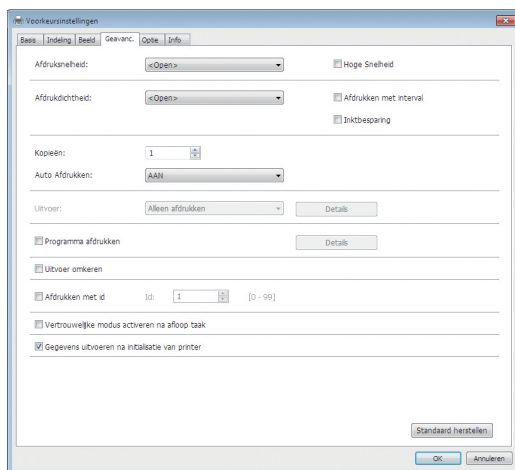 Voorkeursinstellingen
Basis Indeling Beeld Geavanc. Optie Info
Afdruksnelheid: <Open> Hoge Snelheid
Afdrukdichtheid: <Open> Afdrukken met interval
Inktbesparing
Kopieën: 1
Auto Afdrukken: AAN
Uitvoer: Alleen afdrukken Details
Programma afdrukken Details
Uitvoer omkeren
Afdrukken met id Id: 1 [0 - 99]
Vertrouwelijke modus activeren na afloop taak
Gegevens uitvoeren na initialisatie van printer
Standaard herstellen
OK Annuleren